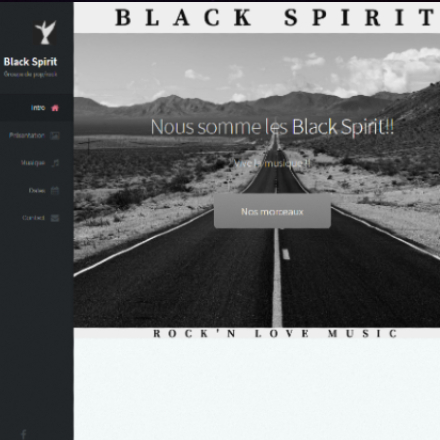 BLACK SPIRIT
Black Spirit
Groupe de pop/rock
Intro
Nous somme les Black Spirit!!
Présentation
Vive la musique !!
Musique
Nos morceaux
Dates
Contact
ROCK'N LOVE MUSIC